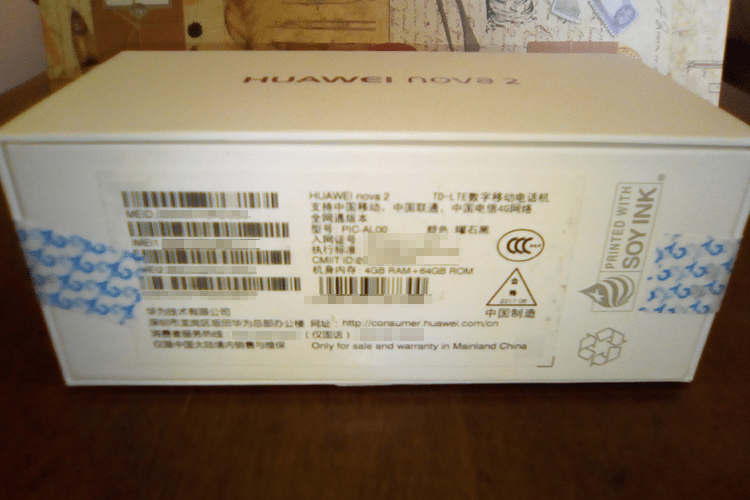 HUAWEI nova 2
MEID
IMEI1
IMEI2
HUAWEI nova 2 TD-LTE数字移动电话机
支持中国移动、中国联通、中国电信4G网络
全网通版本
型号: PIC-AL00 颜色: 曜石黑
入网证号
执行标准
CMIIT ID:
机身内存: 4GB RAM+64GB ROM
CCC
2017.06
中国制造
华为技术有限公司
深圳市龙岗区坂田华为总部办公楼 网址: http://consumer.huawei.com/cn
消费者服务热线 (仅国语)
仅限中国大陆境内销售与维保 Only for sale and warranty in Mainland China
PRINTED WITH
SOY INK